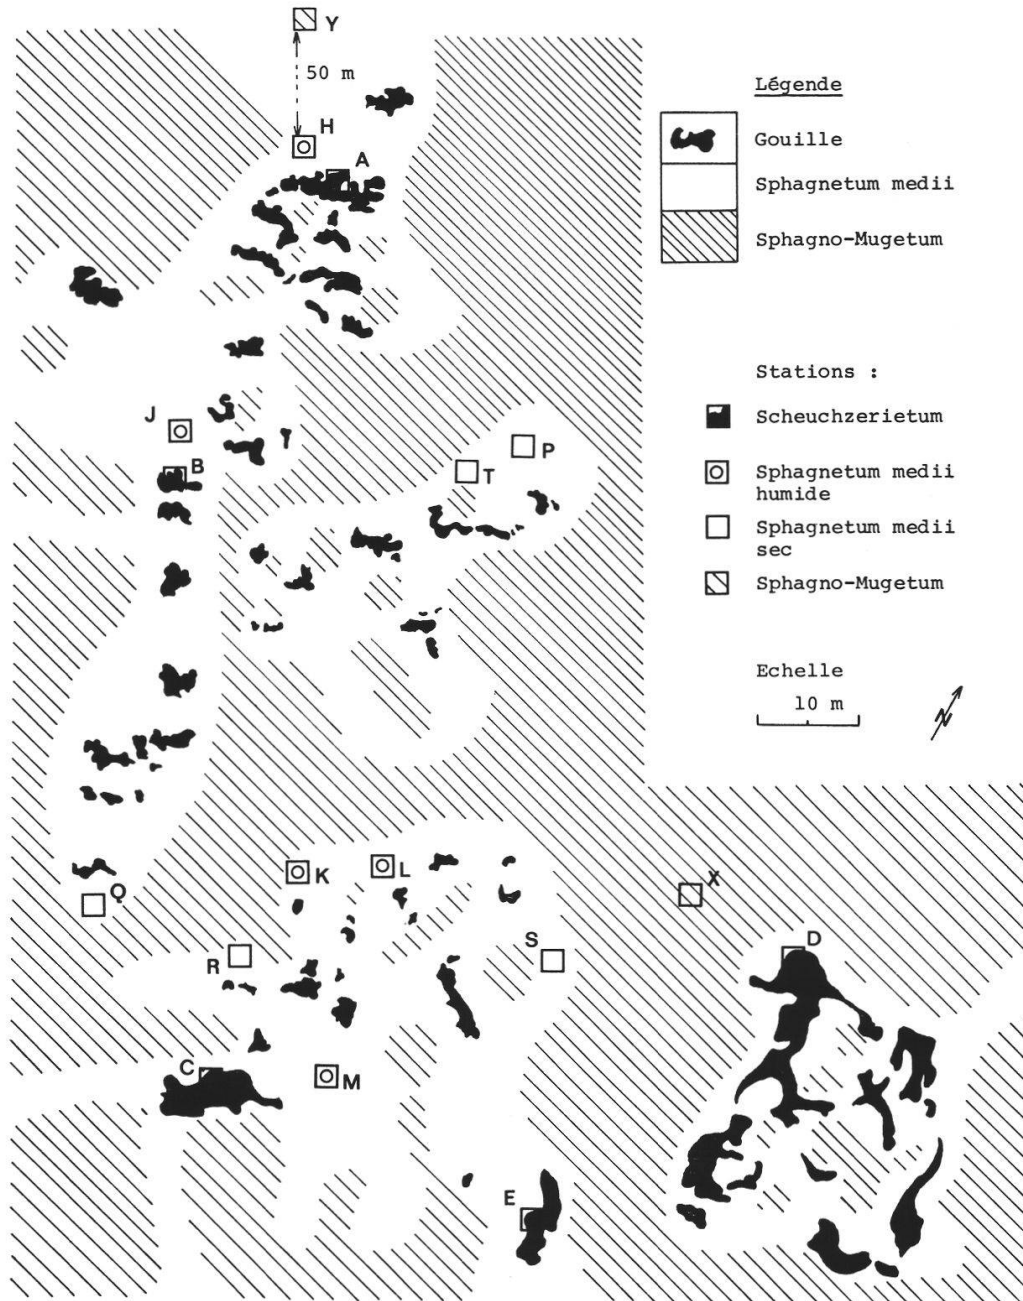 Y
50 m
H
A
Légende
Gouille
Sphagnetum medii
Sphagno-Mugetum
Stations :
Scheuchzerietum
Sphagnetum medii
humide
Sphagnetum medii
sec
Sphagno-Mugetum
Echelle
10 m
N
J
B
P
T
K
L
Q
R
S
X
D
C
M
E